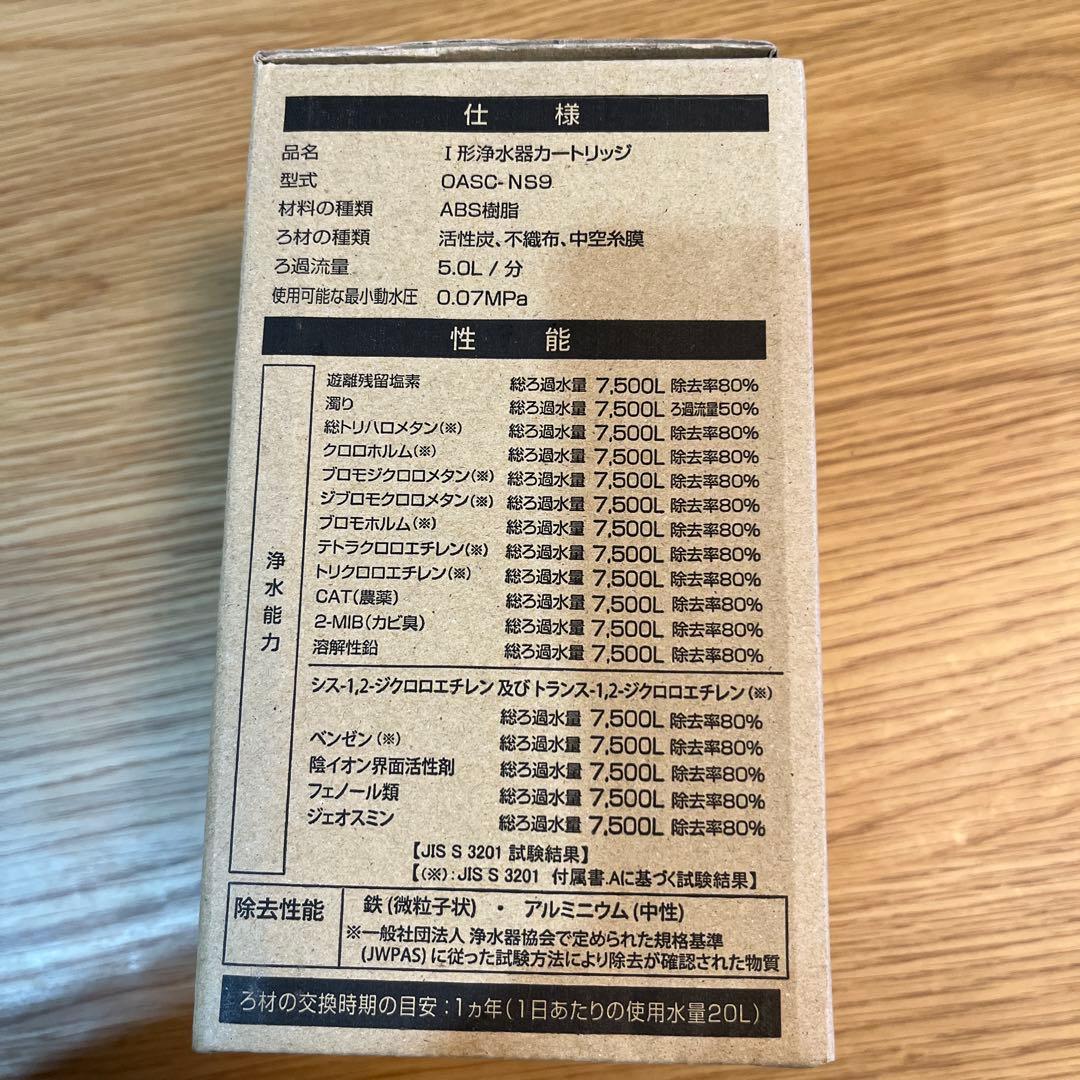 仕 様
品名 I形浄水器カートリッジ
型式 OASC-NS9
材料の種類 ABS樹脂
ろ材の種類 活性炭、不織布、中空糸膜
ろ過流量 5.0L / 分
使用可能な最小動水圧 0.07MPa
性 能
浄水能力
遊離残留塩素 総ろ過水量 7,500L 除去率80%
濁り 総ろ過水量 7,500L ろ過流量50%
総トリハロメタン(※) 総ろ過水量 7,500L 除去率80%
クロロホルム(※) 総ろ過水量 7,500L 除去率80%
ブロモジクロロメタン(※) 総ろ過水量 7,500L 除去率80%
ジブロモクロロメタン(※) 総ろ過水量 7,500L 除去率80%
ブロモホルム(※) 総ろ過水量 7,500L 除去率80%
テトラクロロエチレン(※) 総ろ過水量 7,500L 除去率80%
トリクロロエチレン(※) 総ろ過水量 7,500L 除去率80%
CAT(農薬) 総ろ過水量 7,500L 除去率80%
2-MIB(カビ臭) 総ろ過水量 7,500L 除去率80%
溶解性鉛 総ろ過水量 7,500L 除去率80%
シス-1,2-ジクロロエチレン 及び トランス-1,2-ジクロロエチレン(※)
総ろ過水量 7,500L 除去率80%
ベンゼン(※) 総ろ過水量 7,500L 除去率80%
陰イオン界面活性剤 総ろ過水量 7,500L 除去率80%
フェノール類 総ろ過水量 7,500L 除去率80%
ジェオスミン 総ろ過水量 7,500L 除去率80%
【JIS S 3201 試験結果】
【(※):JIS S 3201 付属書.Aに基づく試験結果】
除去性能 鉄(微粒子状) ・ アルミニウム(中性)
※一般社団法人 浄水器協会で定められた規格基準
(JWPAS)に従った試験方法により除去が確認された物質
ろ材の交換時期の目安:1ヵ年(1日あたりの使用水量20L)